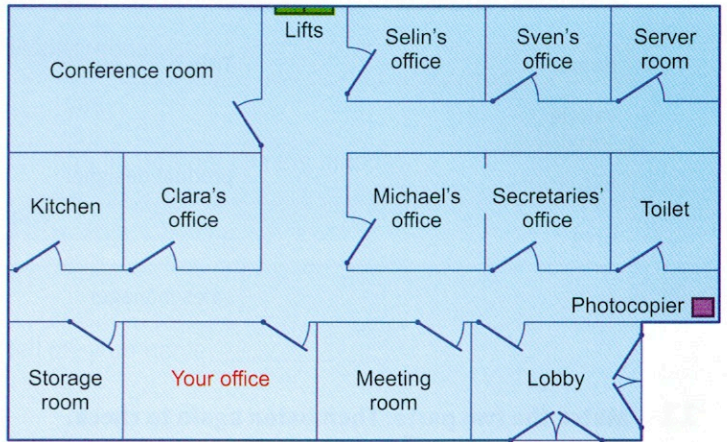 Lifts
Conference room
Selin's
office
Sven's
office
Server
room
Kitchen
Clara's
office
Michael's
office
Secretaries'
office
Toilet
Photocopier
Storage
room
Your office
Meeting
room
Lobby